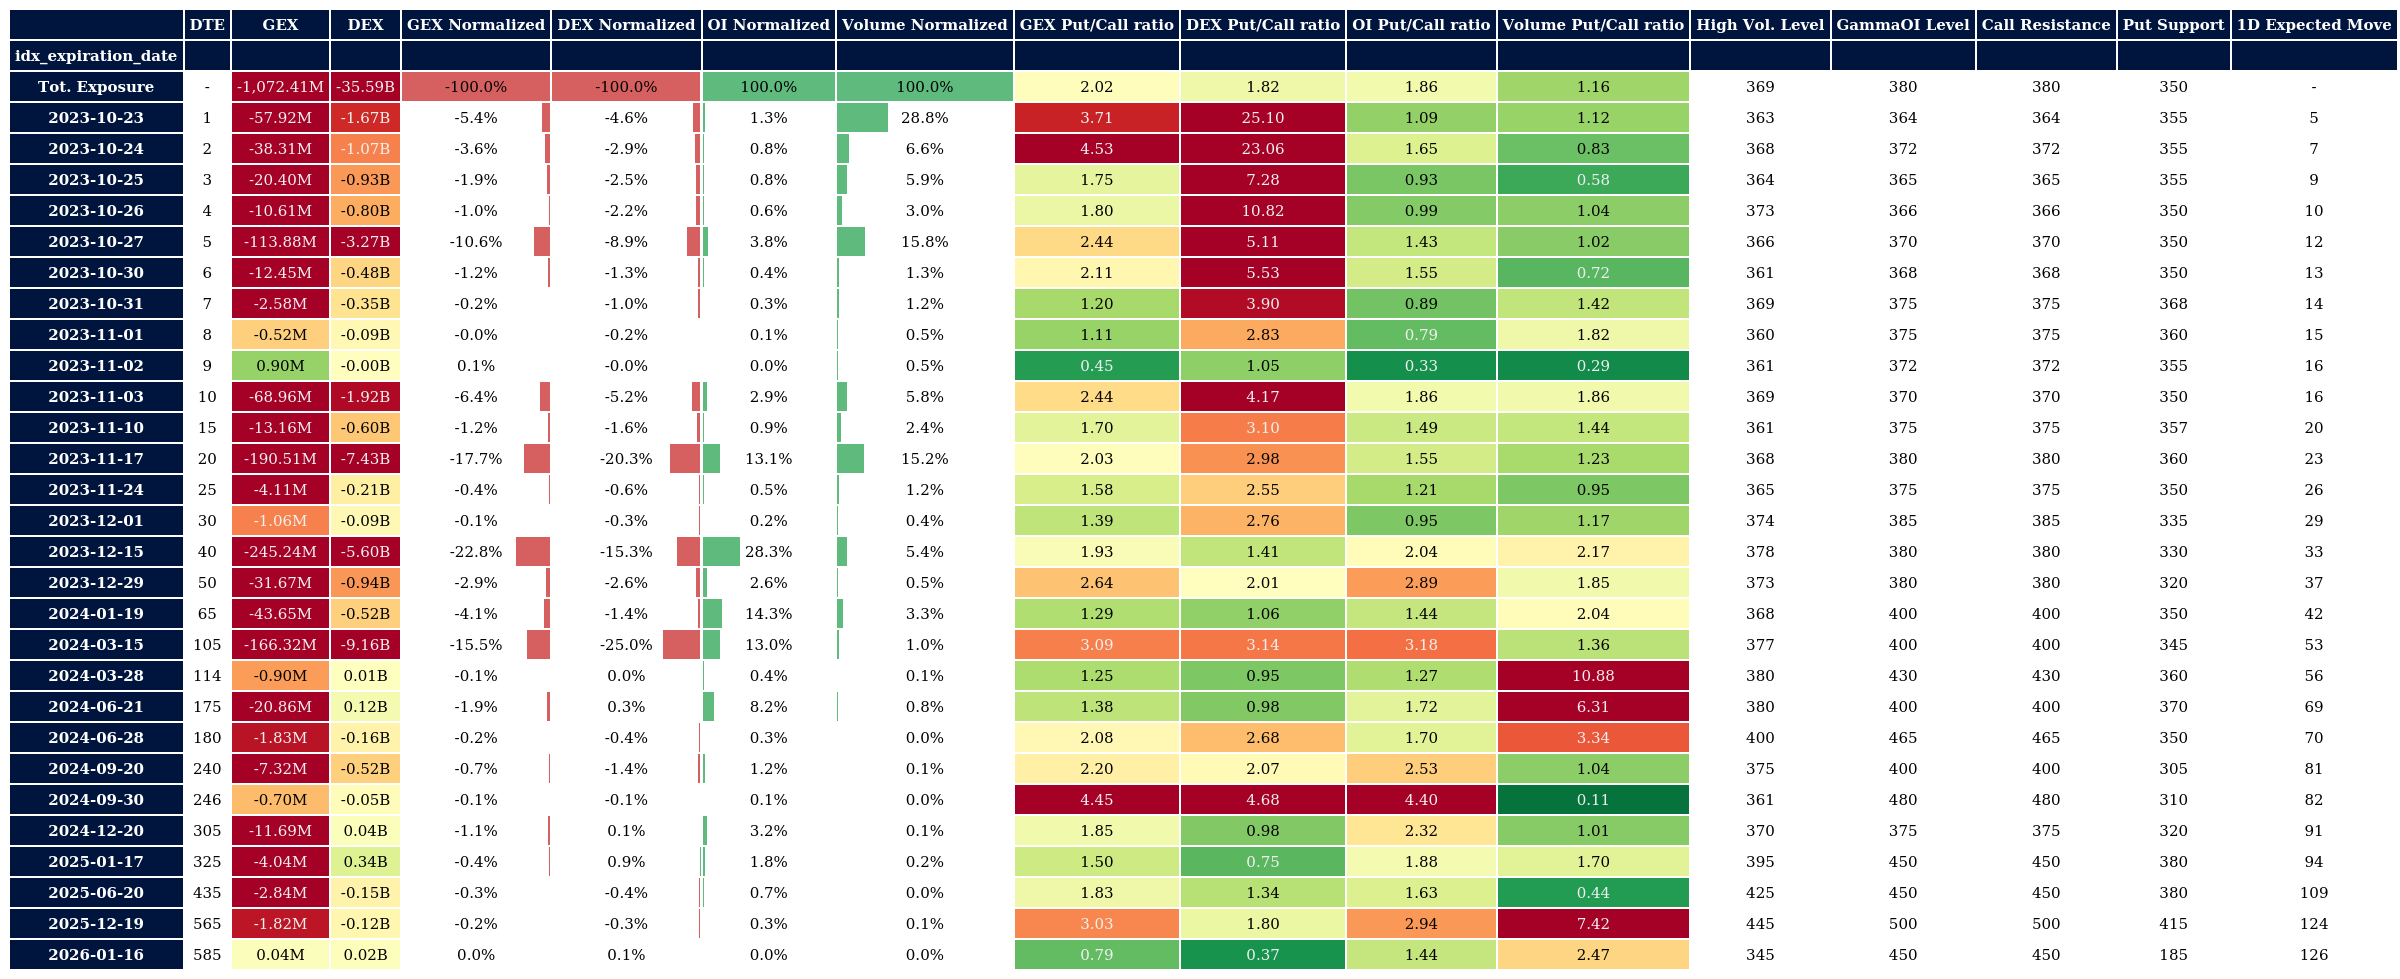 DTE GEX DEX GEX Normalized DEX Normalized OI Normalized Volume Normalized GEX Put/Call ratio DEX Put/Call ratio OI Put/Call ratio Volume Put/Call ratio High Vol. Level GammaOI Level Call Resistance Put Support 1D Expected Move
idx_expiration_date
Tot. Exposure - -1,072.41M -35.59B -100.0% -100.0% 100.0% 100.0% 2.02 1.82 1.86 1.16 369 380 380 350 -
2023-10-23 1 -57.92M -1.67B -5.4% -4.6% 1.3% 28.8% 3.71 25.10 1.09 1.12 363 364 364 355 5
2023-10-24 2 -38.31M -1.07B -3.6% -2.9% 0.8% 6.6% 4.53 23.06 1.65 0.83 368 372 372 355 7
2023-10-25 3 -20.40M -0.93B -1.9% -2.5% 0.8% 5.9% 1.75 7.28 0.93 0.58 364 365 365 355 9
2023-10-26 4 -10.61M -0.80B -1.0% -2.2% 0.6% 3.0% 1.80 10.82 0.99 1.04 373 366 366 350 10
2023-10-27 5 -113.88M -3.27B -10.6% -8.9% 3.8% 15.8% 2.44 5.11 1.43 1.02 366 370 370 350 12
2023-10-30 6 -12.45M -0.48B -1.2% -1.3% 0.4% 1.3% 2.11 5.53 1.55 0.72 361 368 368 350 13
2023-10-31 7 -2.58M -0.35B -0.2% -1.0% 0.3% 1.2% 1.20 3.90 0.89 1.42 369 375 375 368 14
2023-11-01 8 -0.52M -0.09B -0.0% -0.2% 0.1% 0.5% 1.11 2.83 0.79 1.82 360 375 375 360 15
2023-11-02 9 0.90M -0.00B 0.1% -0.0% 0.0% 0.5% 0.45 1.05 0.33 0.29 361 372 372 355 16
2023-11-03 10 -68.96M -1.92B -6.4% -5.2% 2.9% 5.8% 2.44 4.17 1.86 1.86 369 370 370 350 16
2023-11-10 15 -13.16M -0.60B -1.2% -1.6% 0.9% 2.4% 1.70 3.10 1.49 1.44 361 375 375 357 20
2023-11-17 20 -190.51M -7.43B -17.7% -20.3% 13.1% 15.2% 2.03 2.98 1.55 1.23 368 380 380 360 23
2023-11-24 25 -4.11M -0.21B -0.4% -0.6% 0.5% 1.2% 1.58 2.55 1.21 0.95 365 375 375 350 26
2023-12-01 30 -1.06M -0.09B -0.1% -0.3% 0.2% 0.4% 1.39 2.76 0.95 1.17 374 385 385 335 29
2023-12-15 40 -245.24M -5.60B -22.8% -15.3% 28.3% 5.4% 1.93 1.41 2.04 2.17 378 380 380 330 33
2023-12-29 50 -31.67M -0.94B -2.9% -2.6% 2.6% 0.5% 2.64 2.01 2.89 1.85 373 380 380 320 37
2024-01-19 65 -43.65M -0.52B -4.1% -1.4% 14.3% 3.3% 1.29 1.06 1.44 2.04 368 400 400 350 42
2024-03-15 105 -166.32M -9.16B -15.5% -25.0% 13.0% 1.0% 3.09 3.14 3.18 1.36 377 400 400 345 53
2024-03-28 114 -0.90M 0.01B -0.1% 0.0% 0.4% 0.1% 1.25 0.95 1.27 10.88 380 430 430 360 56
2024-06-21 175 -20.86M 0.12B -1.9% 0.3% 8.2% 0.8% 1.38 0.98 1.72 6.31 380 400 400 370 69
2024-06-28 180 -1.83M -0.16B -0.2% -0.4% 0.3% 0.0% 2.08 2.68 1.70 3.34 400 465 465 350 70
2024-09-20 240 -7.32M -0.52B -0.7% -1.4% 1.2% 0.1% 2.20 2.07 2.53 1.04 375 400 400 305 81
2024-09-30 246 -0.70M -0.05B -0.1% -0.1% 0.1% 0.0% 4.45 4.68 4.40 0.11 361 480 480 310 82
2024-12-20 305 -11.69M 0.04B -1.1% 0.1% 3.2% 0.1% 1.85 0.98 2.32 1.01 370 375 375 320 91
2025-01-17 325 -4.04M 0.34B -0.4% 0.9% 1.8% 0.2% 1.50 0.75 1.88 1.70 395 450 450 380 94
2025-06-20 435 -2.84M -0.15B -0.3% -0.4% 0.7% 0.0% 1.83 1.34 1.63 0.44 425 450 450 380 109
2025-12-19 565 -1.82M -0.12B -0.2% -0.3% 0.3% 0.1% 3.03 1.80 2.94 7.42 445 500 500 415 124
2026-01-16 585 0.04M 0.02B 0.0% 0.1% 0.0% 0.0% 0.79 0.37 1.44 2.47 345 450 450 185 126